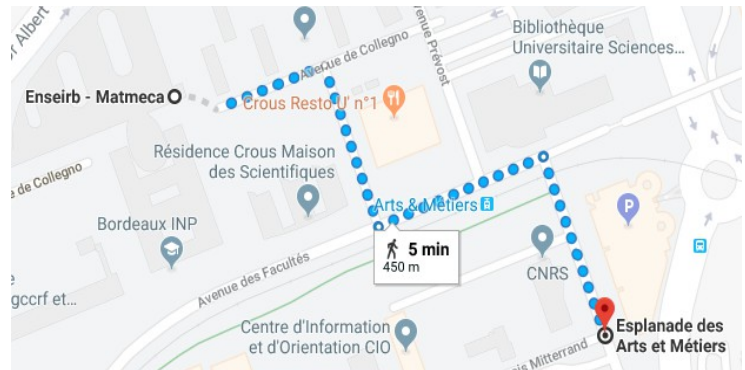 r Albert
Avenue de Collegno
enue Prévost
Bibliothèque
Universitaire Sciences...
Enseirb - Matmeca
Crous Resto U' n°1
Résidence Crous Maison
des Scientifiques
e de Collegno
Arts & Métiers
P
Bordeaux INP
5 min
450 m
CNRS
Avenue des Facultés
gccrf et...
Centre d'Information
et d'Orientation CIO
is Mitterrand
Esplanade des
Arts et Métiers